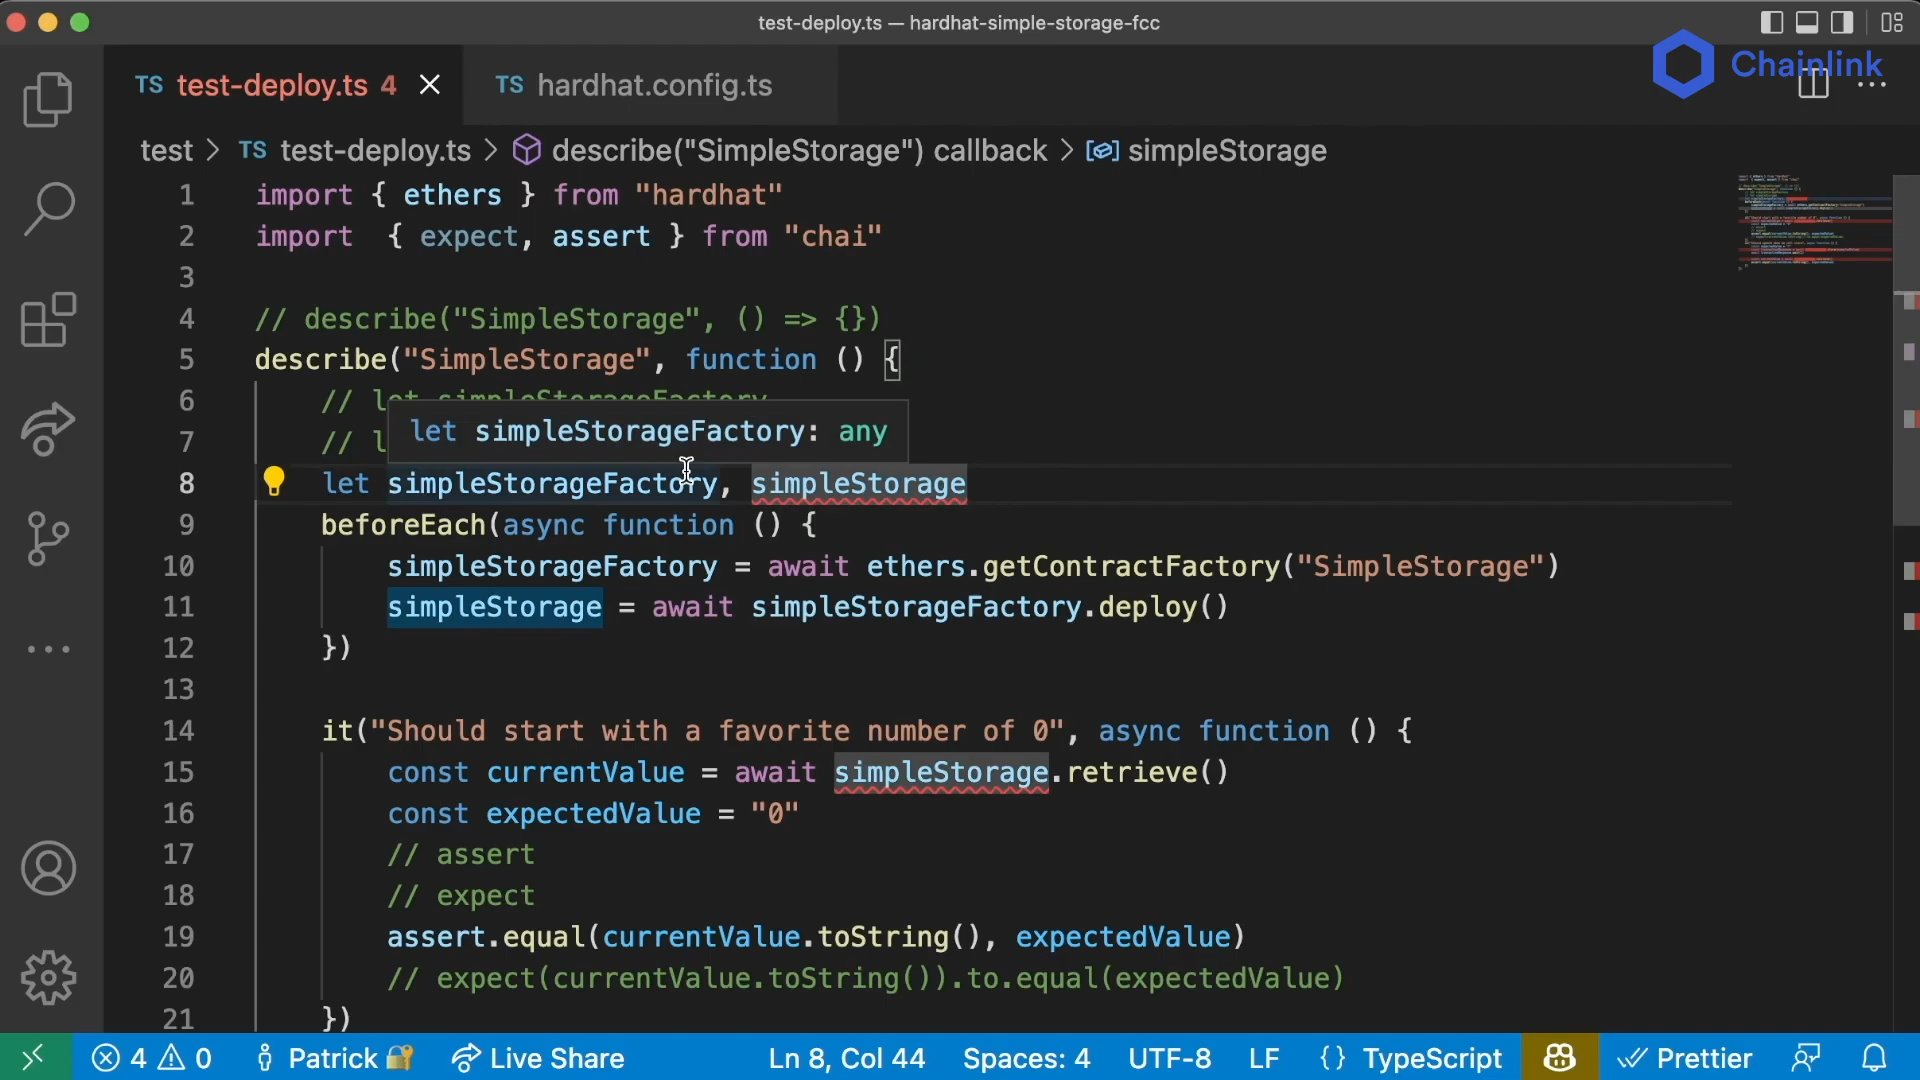 test-deploy.ts — hardhat-simple-storage-fcc
Chainlink
TS test-deploy.ts 4
TS hardhat.config.ts
test > TS test-deploy.ts > describe("SimpleStorage") callback > simpleStorage
1 import { ethers } from "hardhat"
2 import  { expect, assert } from "chai"
3
4 // describe("SimpleStorage", () => {})
5 describe("SimpleStorage", function () {
6 // let simpleStorageFactory
let simpleStorageFactory: any
7 // l
8 let simpleStorageFactory, simpleStorage
9 beforeEach(async function () {
10 simpleStorageFactory = await ethers.getContractFactory("SimpleStorage")
11 simpleStorage = await simpleStorageFactory.deploy()
12 })
13
14 it("Should start with a favorite number of 0", async function () {
15 const currentValue = await simpleStorage.retrieve()
16 const expectedValue = "0"
17 // assert
18 // expect
19 assert.equal(currentValue.toString(), expectedValue)
20 // expect(currentValue.toString()).to.equal(expectedValue)
21 })
4 0 Patrick Live Share Ln 8, Col 44 Spaces: 4 UTF-8 LF {} TypeScript Prettier